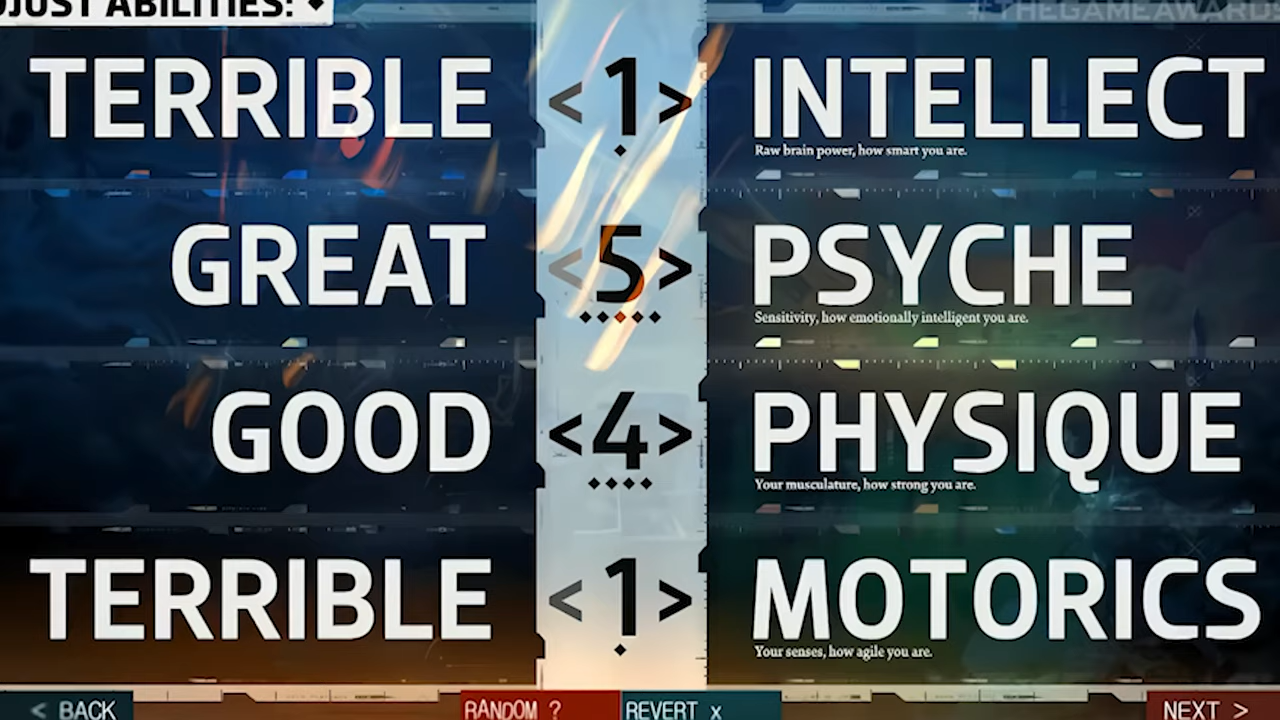 ADJUST ABILITIES:
#THEGAMEAWARDS
TERRIBLE <1> INTELLECT
Raw brain power, how smart you are.
GREAT <5> PSYCHE
Sensitivity, how emotionally intelligent you are.
GOOD <4> PHYSIQUE
Your musculature, how strong you are.
TERRIBLE <1> MOTORICS
Your senses, how agile you are.
< BACK
RANDOM ?
REVERT x
NEXT >